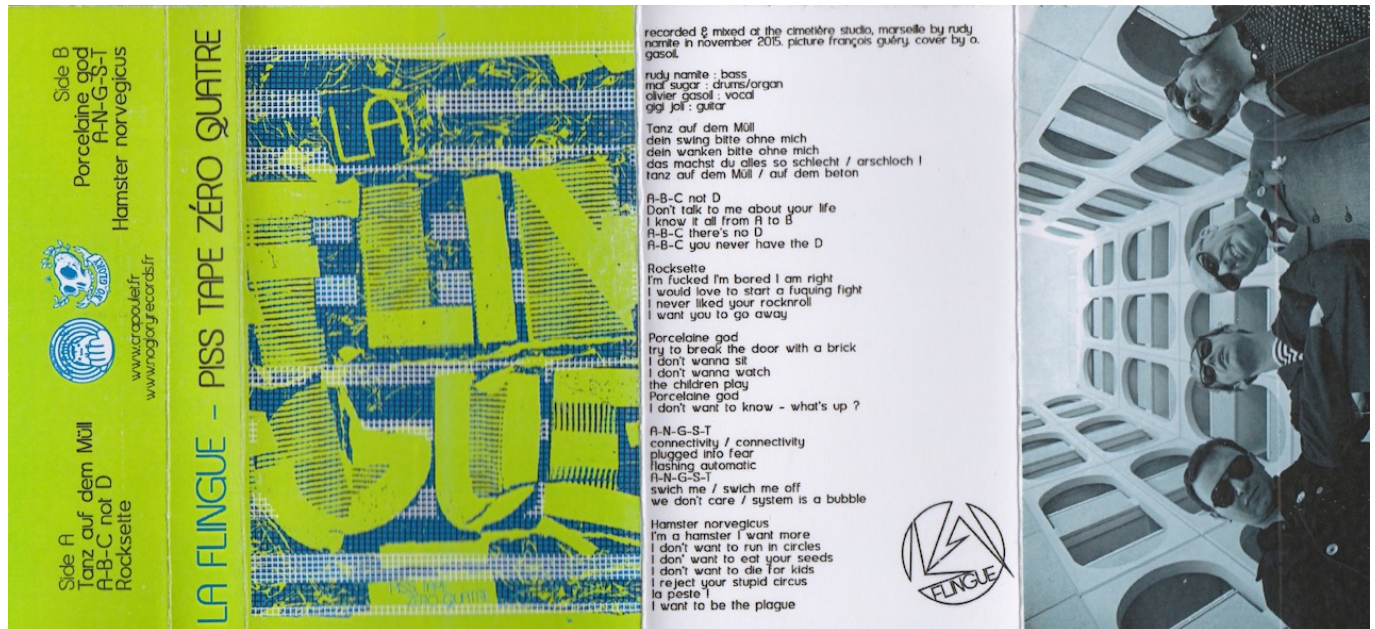 Side A
Tanz auf dem Müll
A-B-C not D
Rocksette
www.crapoulet.fr
www.nogloryrecords.fr
NO GLORY
Side B
Porcelaine god
A-N-G-S-T
Hamster norvegicus
LA FLINGUE - PISS TAPE ZÉRO QUATRE
LA
FLIN
GUE
recorded & mixed at the cimetière studio, marseille by rudy
namite in november 2015. picture françois guéry. cover by o.
gasoil.
rudy namite : bass
mat sugar : drums/organ
olivier gasoil : vocal
gigi joli : guitar
Tanz auf dem Müll
dein swing bitte ohne mich
dein wanken bitte ohne mich
das machst du alles so schlecht / arschloch !
tanz auf dem Müll / auf dem beton
A-B-C not D
Don't talk to me about your life
I know it all from A to B
A-B-C there's no D
A-B-C you never have the D
Rocksette
I'm fucked I'm bored I am right
I would love to start a fuquing fight
I never liked your rocknroll
I want you to go away
Porcelaine god
try to break the door with a brick
I don't wanna sit
I don't wanna watch
the children play
Porcelaine god
I don't want to know - what's up ?
A-N-G-S-T
connectivity / connectivity
plugged into fear
flashing automatic
A-N-G-S-T
swich me / swich me off
we don't care / system is a bubble
Hamster norvegicus
I'm a hamster I want more
I don't want to run in circles
I don' want to eat your seeds
I don't want to die for kids
I reject your stupid circus
la peste !
I want to be the plague
LA
FLINGUE